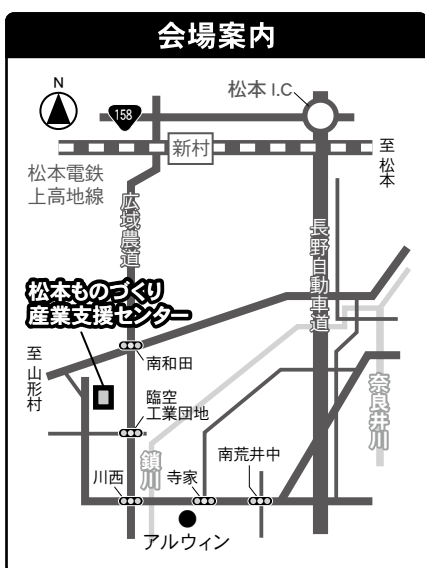 会場案内
N
158
松本 I.C
新村
至 松本
松本電鉄
上高地線
広域農道
長野自動車道
松本ものづくり
産業支援センター
至 山形村
南和田
臨空
工業団地
奈良井川
鎖川
南荒井中
川西
寺家
アルウィン